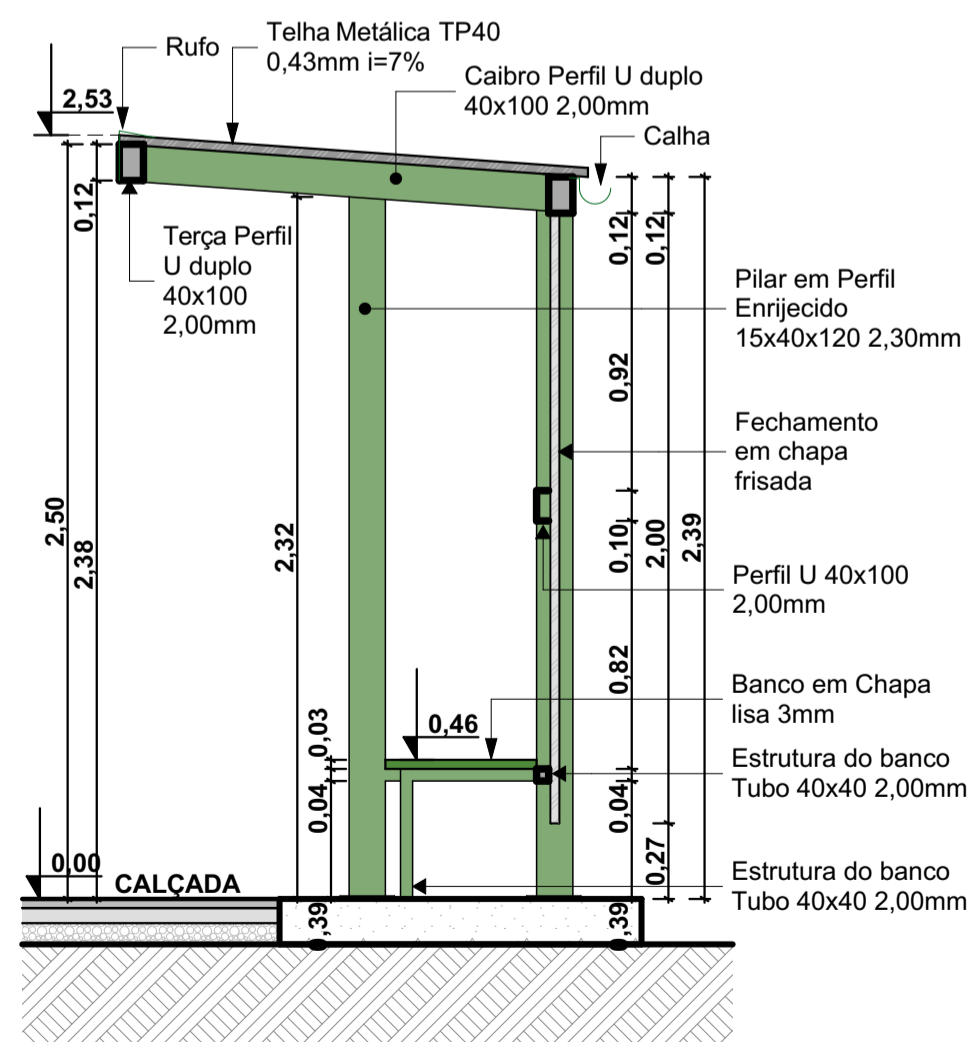 Rufo
Telha Metálica TP40
0,43mm i=7%
Caibro Perfil U duplo
40x100 2,00mm
Calha
2,53
0,12
Terça Perfil
U duplo
40x100
2,00mm
0,12
0,12
Pilar em Perfil
Enrijecido
15x40x120 2,30mm
0,92
Fechamento
em chapa
frisada
2,50
2,38
2,32
0,10
2,00
2,39
Perfil U 40x100
2,00mm
0,82
Banco em Chapa
lisa 3mm
0,03
0,46
Estrutura do banco
Tubo 40x40 2,00mm
0,04
0,04
0,27
Estrutura do banco
Tubo 40x40 2,00mm
0,00
CALÇADA
,39
,39